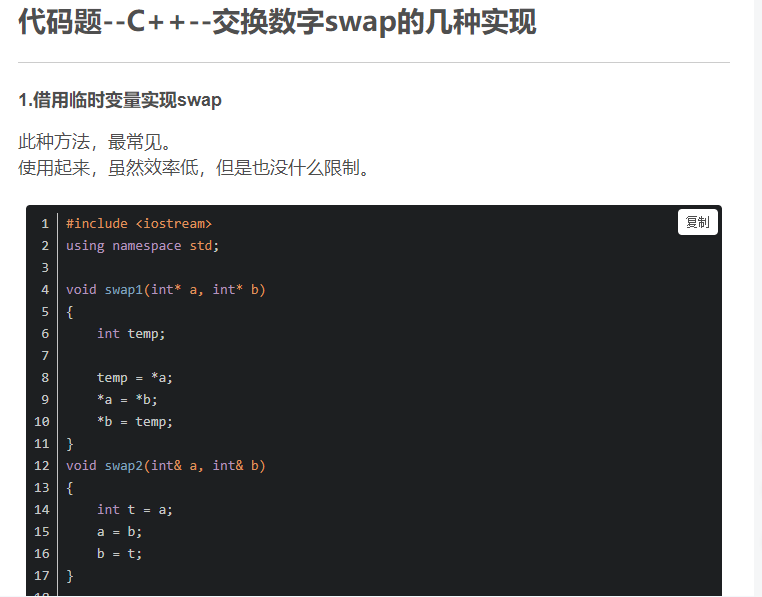 代码题--C++--交换数字swap的几种实现
1.借用临时变量实现swap
此种方法，最常见。
使用起来，虽然效率低，但是也没什么限制。
复制
1 #include <iostream>
2 using namespace std;
3
4 void swap1(int* a, int* b)
5 {
6     int temp;
7
8     temp = *a;
9     *a = *b;
10     *b = temp;
11 }
12 void swap2(int& a, int& b)
13 {
14     int t = a;
15     a = b;
16     b = t;
17 }